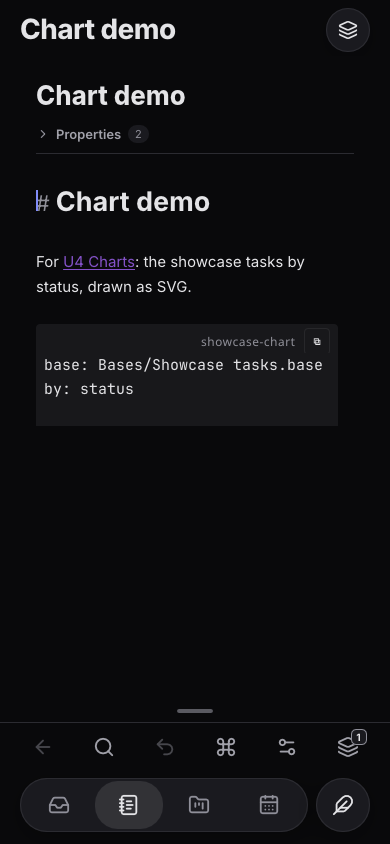 Chart demo
Chart demo
Properties 2
# Chart demo
For U4 Charts: the showcase tasks by
status, drawn as SVG.
showcase-chart
base: Bases/Showcase tasks.base
by: status
1